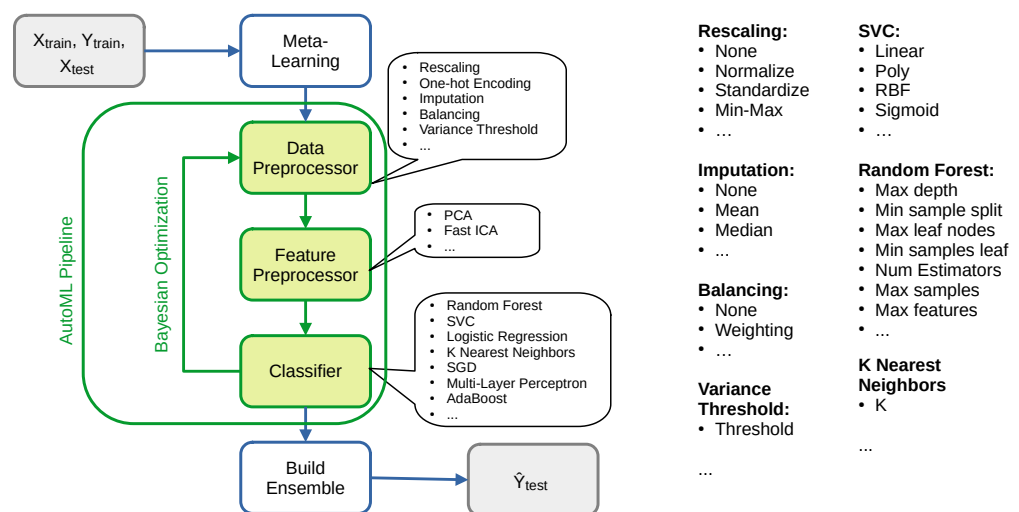 X_train, Y_train,
X_test
Meta-
Learning
• Rescaling
• One-hot Encoding
• Imputation
• Balancing
• Variance Threshold
• ...
Data
Preprocessor
• PCA
• Fast ICA
• ...
Feature
Preprocessor
• Random Forest
• SVC
• Logistic Regression
• K Nearest Neighbors
• SGD
• Multi-Layer Perceptron
• AdaBoost
• ...
Classifier
AutoML Pipeline
Bayesian Optimization
Build
Ensemble
Ŷ_test
Rescaling:
• None
• Normalize
• Standardize
• Min-Max
• …
Imputation:
• None
• Mean
• Median
• ...
Balancing:
• None
• Weighting
• …
Variance
Threshold:
• Threshold
...
SVC:
• Linear
• Poly
• RBF
• Sigmoid
• …
Random Forest:
• Max depth
• Min sample split
• Max leaf nodes
• Min samples leaf
• Num Estimators
• Max samples
• Max features
• ...
K Nearest
Neighbors
• K
...